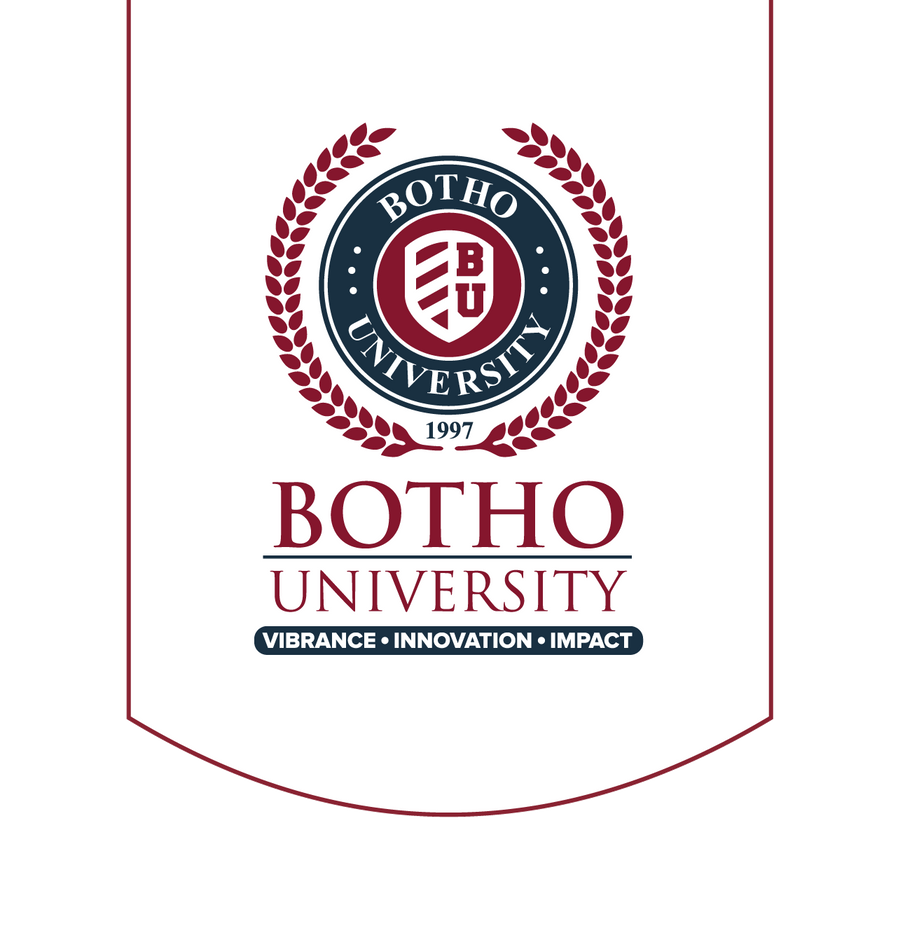 BOTHO
B
U
UNIVERSITY
1997
BOTHO
UNIVERSITY
VIBRANCE • INNOVATION • IMPACT